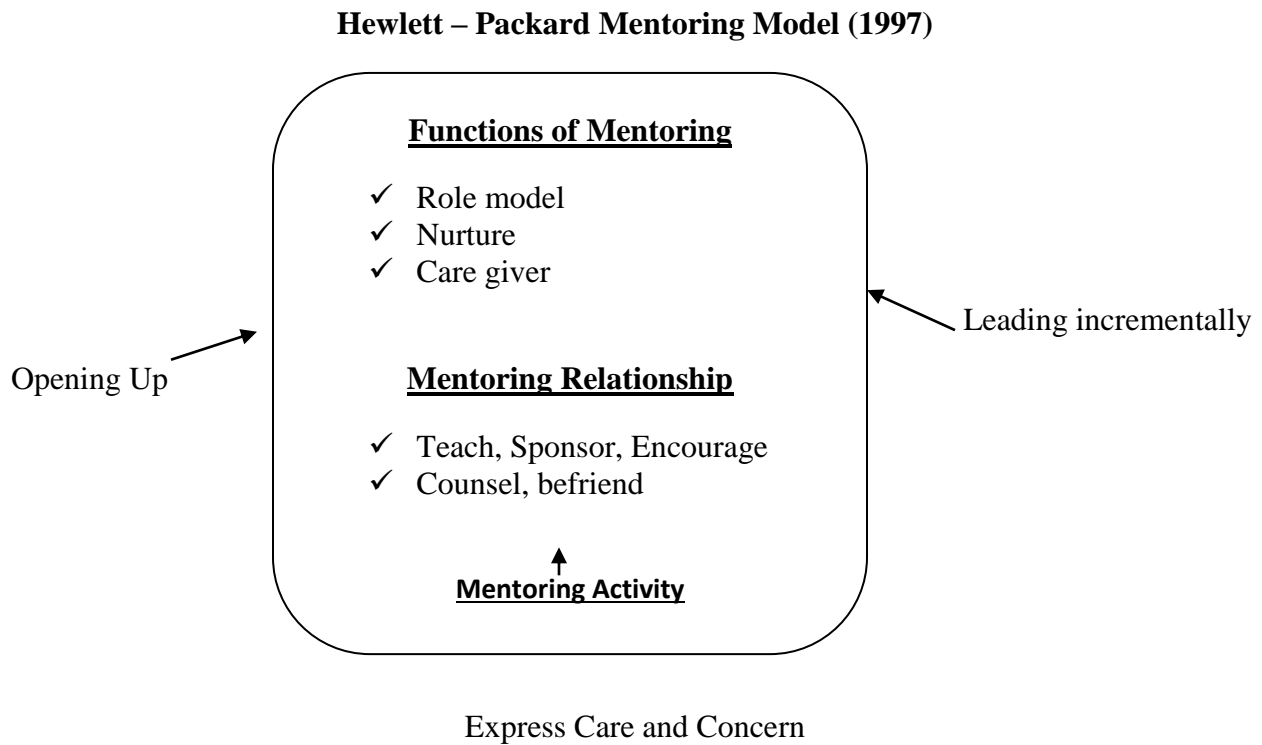 Hewlett – Packard Mentoring Model (1997)
Functions of Mentoring
✓ Role model
✓ Nurture
✓ Care giver
Leading incrementally
Opening Up
Mentoring Relationship
✓ Teach, Sponsor, Encourage
✓ Counsel, befriend
Mentoring Activity
Express Care and Concern